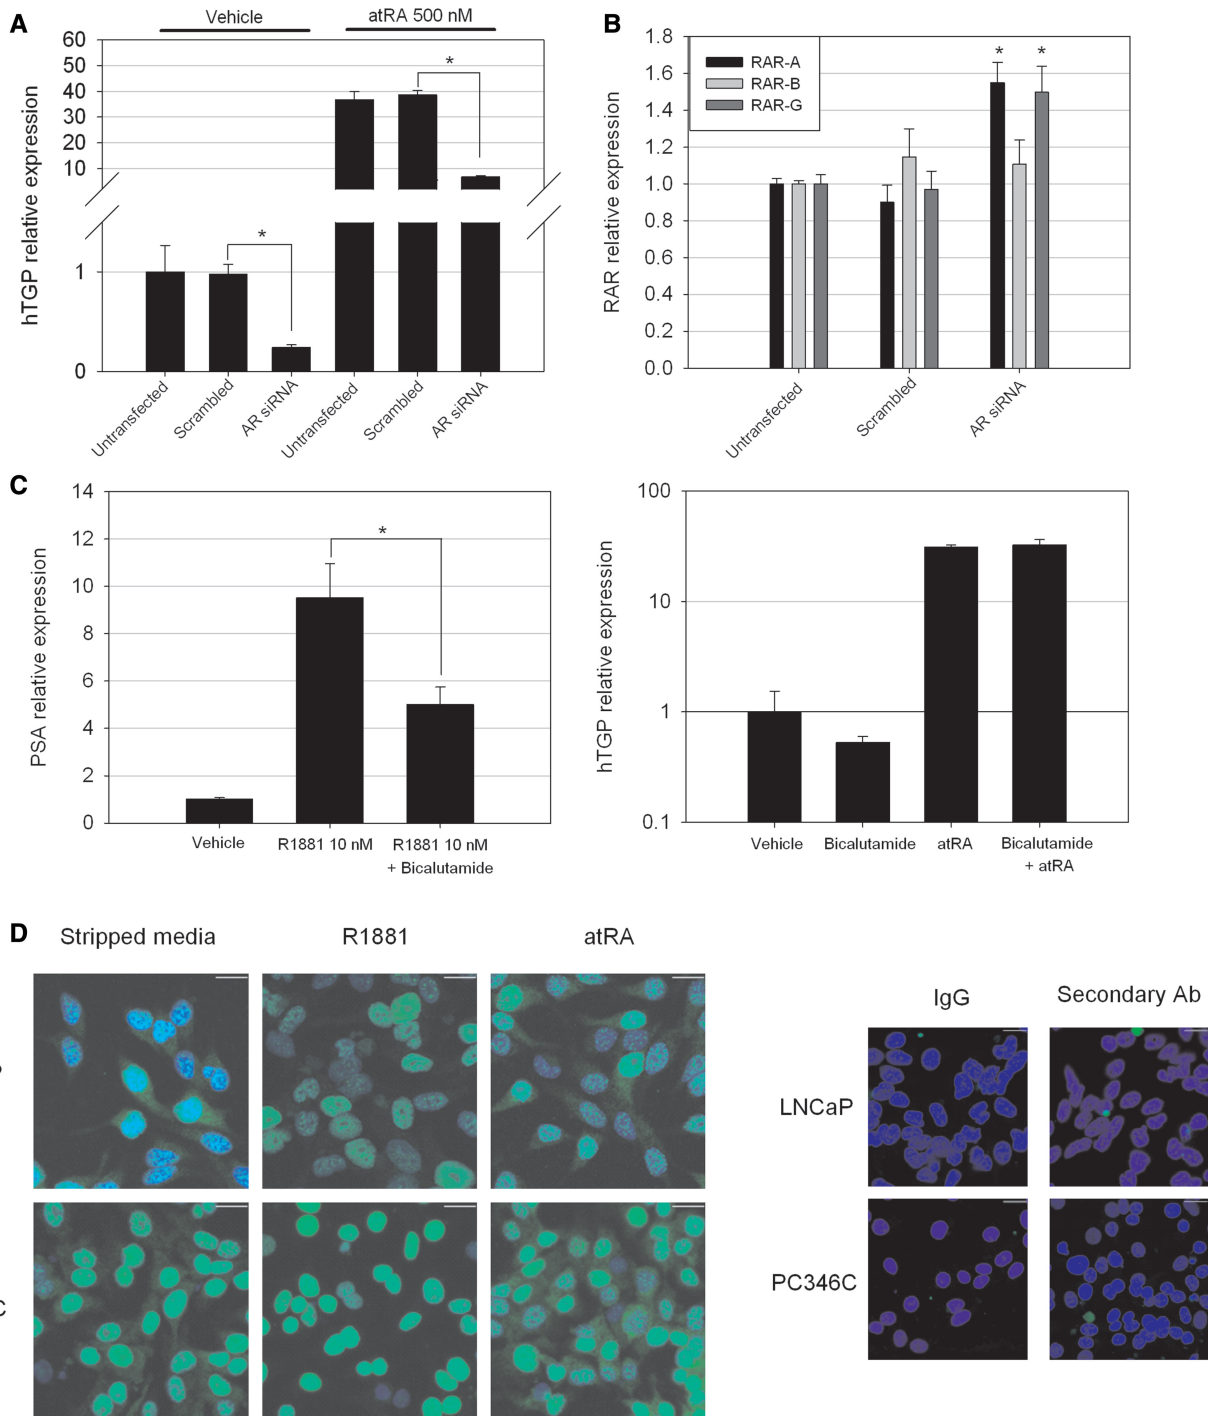 A
Vehicle
atRA 500 nM
hTGP relative expression
60
50
40
30
20
10
1
0
*
*
Untransfected
Scrambled
AR siRNA
Untransfected
Scrambled
AR siRNA
B
RAR relative expression
1.8
1.6
1.4
1.2
1.0
0.8
0.6
0.4
0.2
0.0
RAR-A
RAR-B
RAR-G
* *
Untransfected
Scrambled
AR siRNA
C
PSA relative expression
14
12
10
8
6
4
2
0
*
Vehicle
R1881 10 nM
R1881 10 nM
+ Bicalutamide
hTGP relative expression
100
10
1
0.1
Vehicle
Bicalutamide
atRA
Bicalutamide
+ atRA
D
Stripped media
R1881
atRA
IgG
Secondary Ab
LNCaP
PC346C